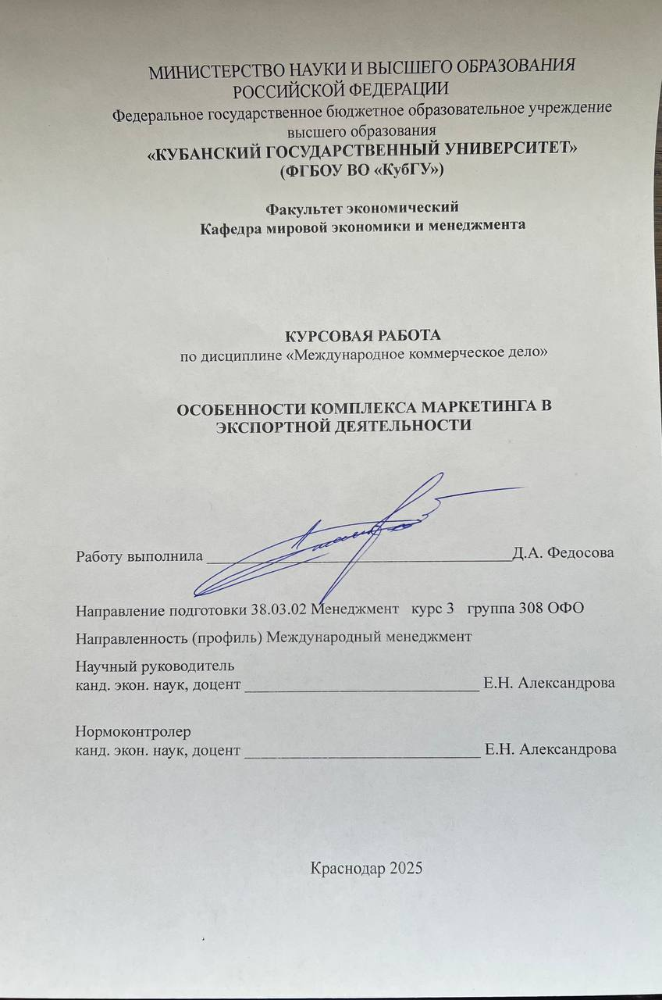 МИНИСТЕРСТВО НАУКИ И ВЫСШЕГО ОБРАЗОВАНИЯ
РОССИЙСКОЙ ФЕДЕРАЦИИ
Федеральное государственное бюджетное образовательное учреждение
высшего образования
«КУБАНСКИЙ ГОСУДАРСТВЕННЫЙ УНИВЕРСИТЕТ»
(ФГБОУ ВО «КубГУ»)
Факультет экономический
Кафедра мировой экономики и менеджмента
КУРСОВАЯ РАБОТА
по дисциплине «Международное коммерческое дело»
ОСОБЕННОСТИ КОМПЛЕКСА МАРКЕТИНГА В
ЭКСПОРТНОЙ ДЕЯТЕЛЬНОСТИ
Работу выполнила Д.А. Федосова
Направление подготовки 38.03.02 Менеджмент курс 3 группа 308 ОФО
Направленность (профиль) Международный менеджмент
Научный руководитель
канд. экон. наук, доцент Е.Н. Александрова
Нормоконтролер
канд. экон. наук, доцент Е.Н. Александрова
Краснодар 2025